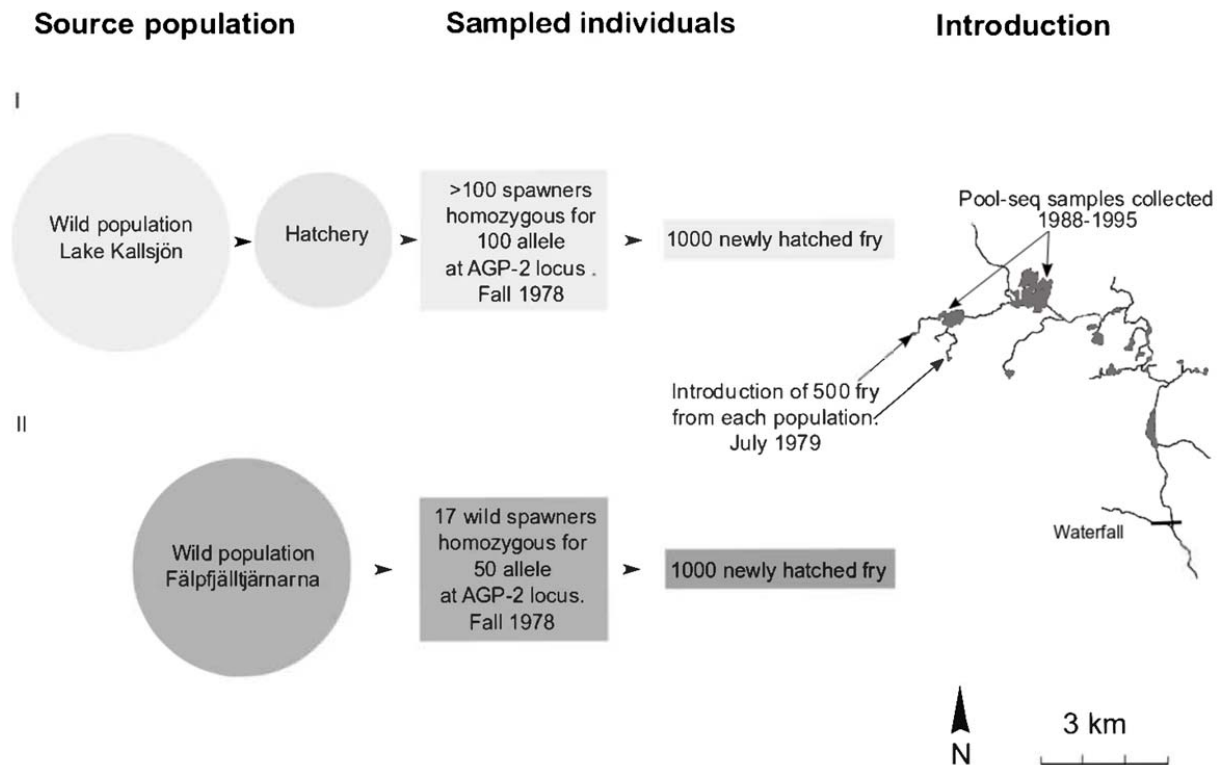 Source population
Sampled individuals
Introduction
I
Wild population
Lake Kallsjön
Hatchery
>100 spawners
homozygous for
100 allele
at AGP-2 locus .
Fall 1978
1000 newly hatched fry
Pool-seq samples collected
1988-1995
Introduction of 500 fry
from each population.
July 1979
II
Wild population
Fälpfjälltjärnarna
17 wild spawners
homozygous for
50 allele
at AGP-2 locus.
Fall 1978
1000 newly hatched fry
Waterfall
N
3 km